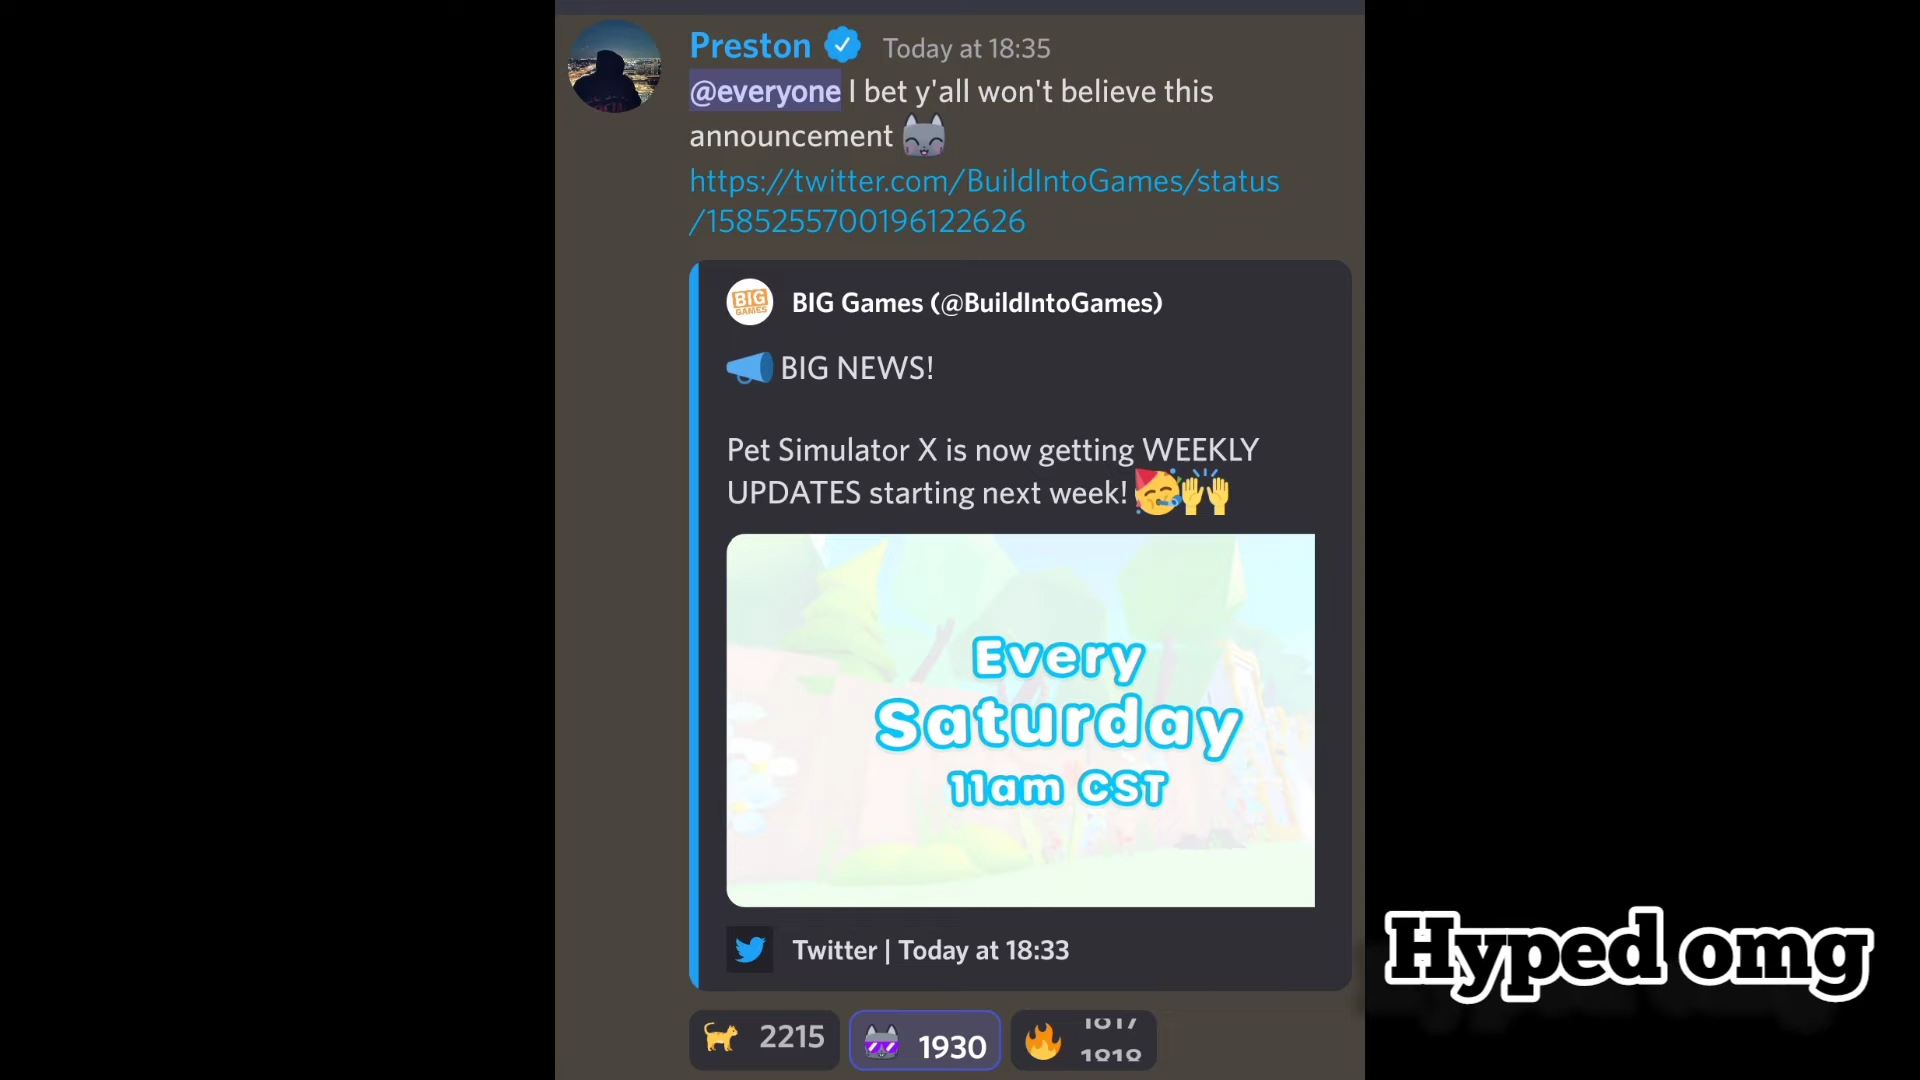 Preston Today at 18:35
@everyone I bet y'all won't believe this
announcement
https://twitter.com/BuildIntoGames/status
/1585255700196122626
BIG
GAMES
BIG Games (@BuildIntoGames)
BIG NEWS!
Pet Simulator X is now getting WEEKLY
UPDATES starting next week!
Every
Saturday
11am CST
Twitter | Today at 18:33
Hyped omg
2215 1930